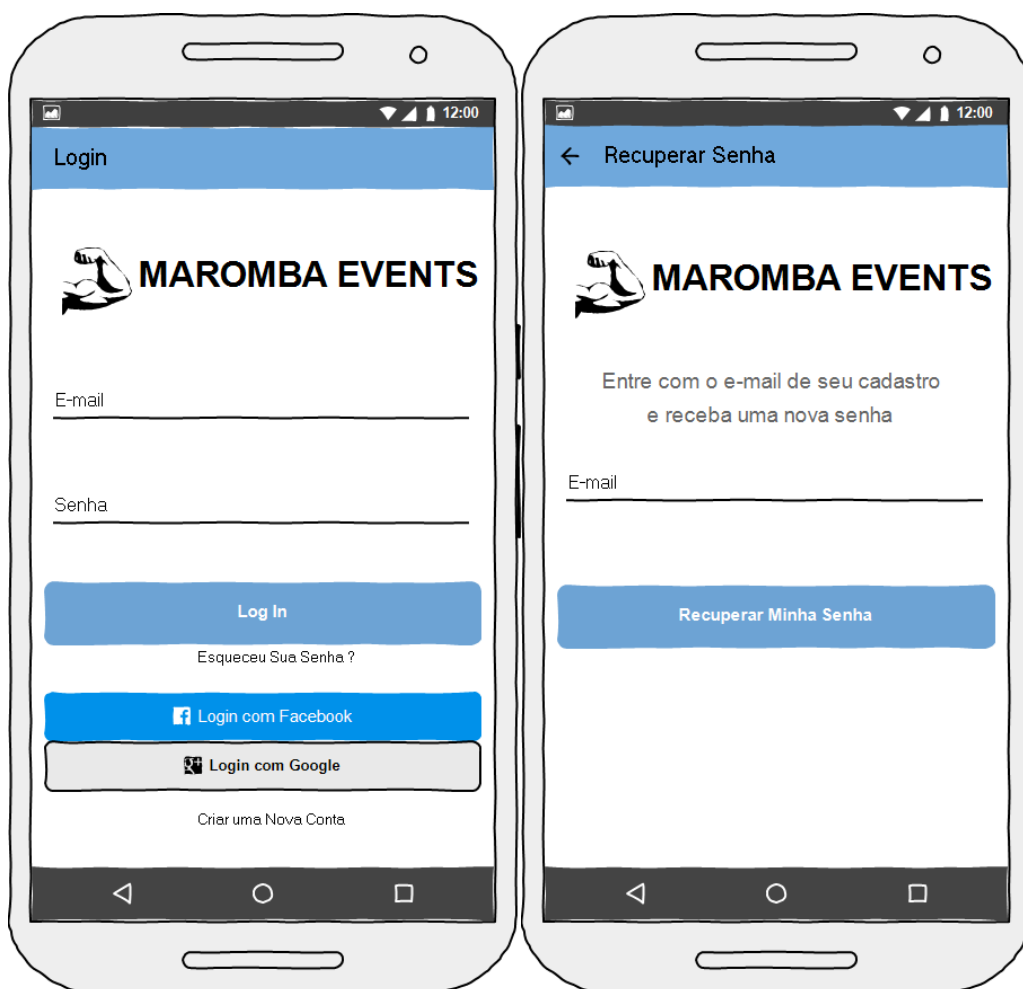 12:00
Login
MAROMBA EVENTS
E-mail
Senha
Log In
Esqueceu Sua Senha ?
Login com Facebook
Login com Google
Criar uma Nova Conta
12:00
Recuperar Senha
MAROMBA EVENTS
Entre com o e-mail de seu cadastro
e receba uma nova senha
E-mail
Recuperar Minha Senha